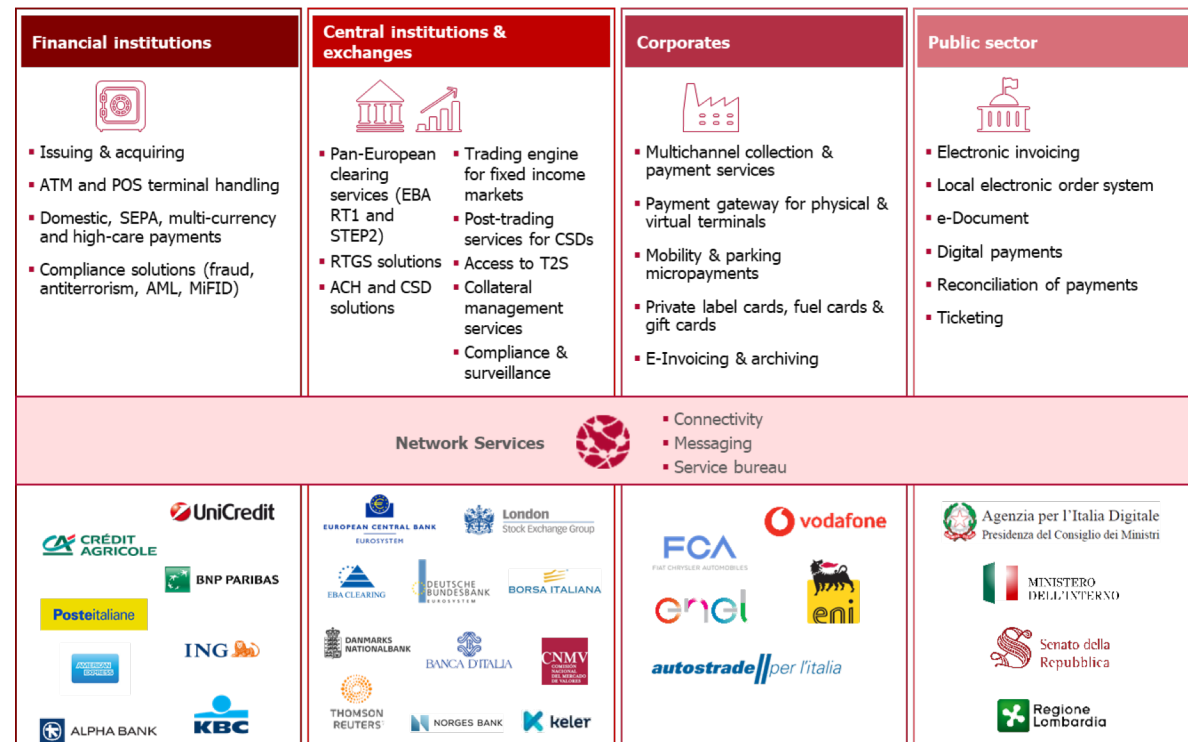 Financial institutions
Issuing & acquiring
ATM and POS terminal handling
Domestic, SEPA, multi-currency
and high-care payments
Compliance solutions (fraud,
antiterrorism, AML, MiFID)
Central institutions &
exchanges
Pan-European
clearing
services (EBA
RT1 and
STEP2)
RTGS solutions
ACH and CSD
solutions
Trading engine
for fixed income
markets
Post-trading
services for CSDs
Access to T2S
Collateral
management
services
Compliance &
surveillance
Corporates
Multichannel collection &
payment services
Payment gateway for physical &
virtual terminals
Mobility & parking
micropayments
Private label cards, fuel cards &
gift cards
E-Invoicing & archiving
Public sector
Electronic invoicing
Local electronic order system
e-Document
Digital payments
Reconciliation of payments
Ticketing
Network Services
Connectivity
Messaging
Service bureau
UniCredit
CRÉDIT
AGRICOLE
BNP PARIBAS
Posteitaliane
ING
AMERICAN
EXPRESS
ALPHA BANK
KBC
EUROPEAN CENTRAL BANK
EUROSYSTEM
London
Stock Exchange Group
EBA CLEARING
DEUTSCHE
BUNDESBANK
EUROSYSTEM
BORSA ITALIANA
DANMARKS
NATIONALBANK
BANCA D'ITALIA
CNMV
COMISIÓN
NACIONAL
DEL MERCADO
DE VALORES
THOMSON
REUTERS
NORGES BANK
keler
vodafone
FCA
FIAT CHRYSLER AUTOMOBILES
enel
eni
autostrade per l'italia
Agenzia per l'Italia Digitale
Presidenza del Consiglio dei Ministri
MINISTERO
DELL'INTERNO
Senato della
Repubblica
Regione
Lombardia